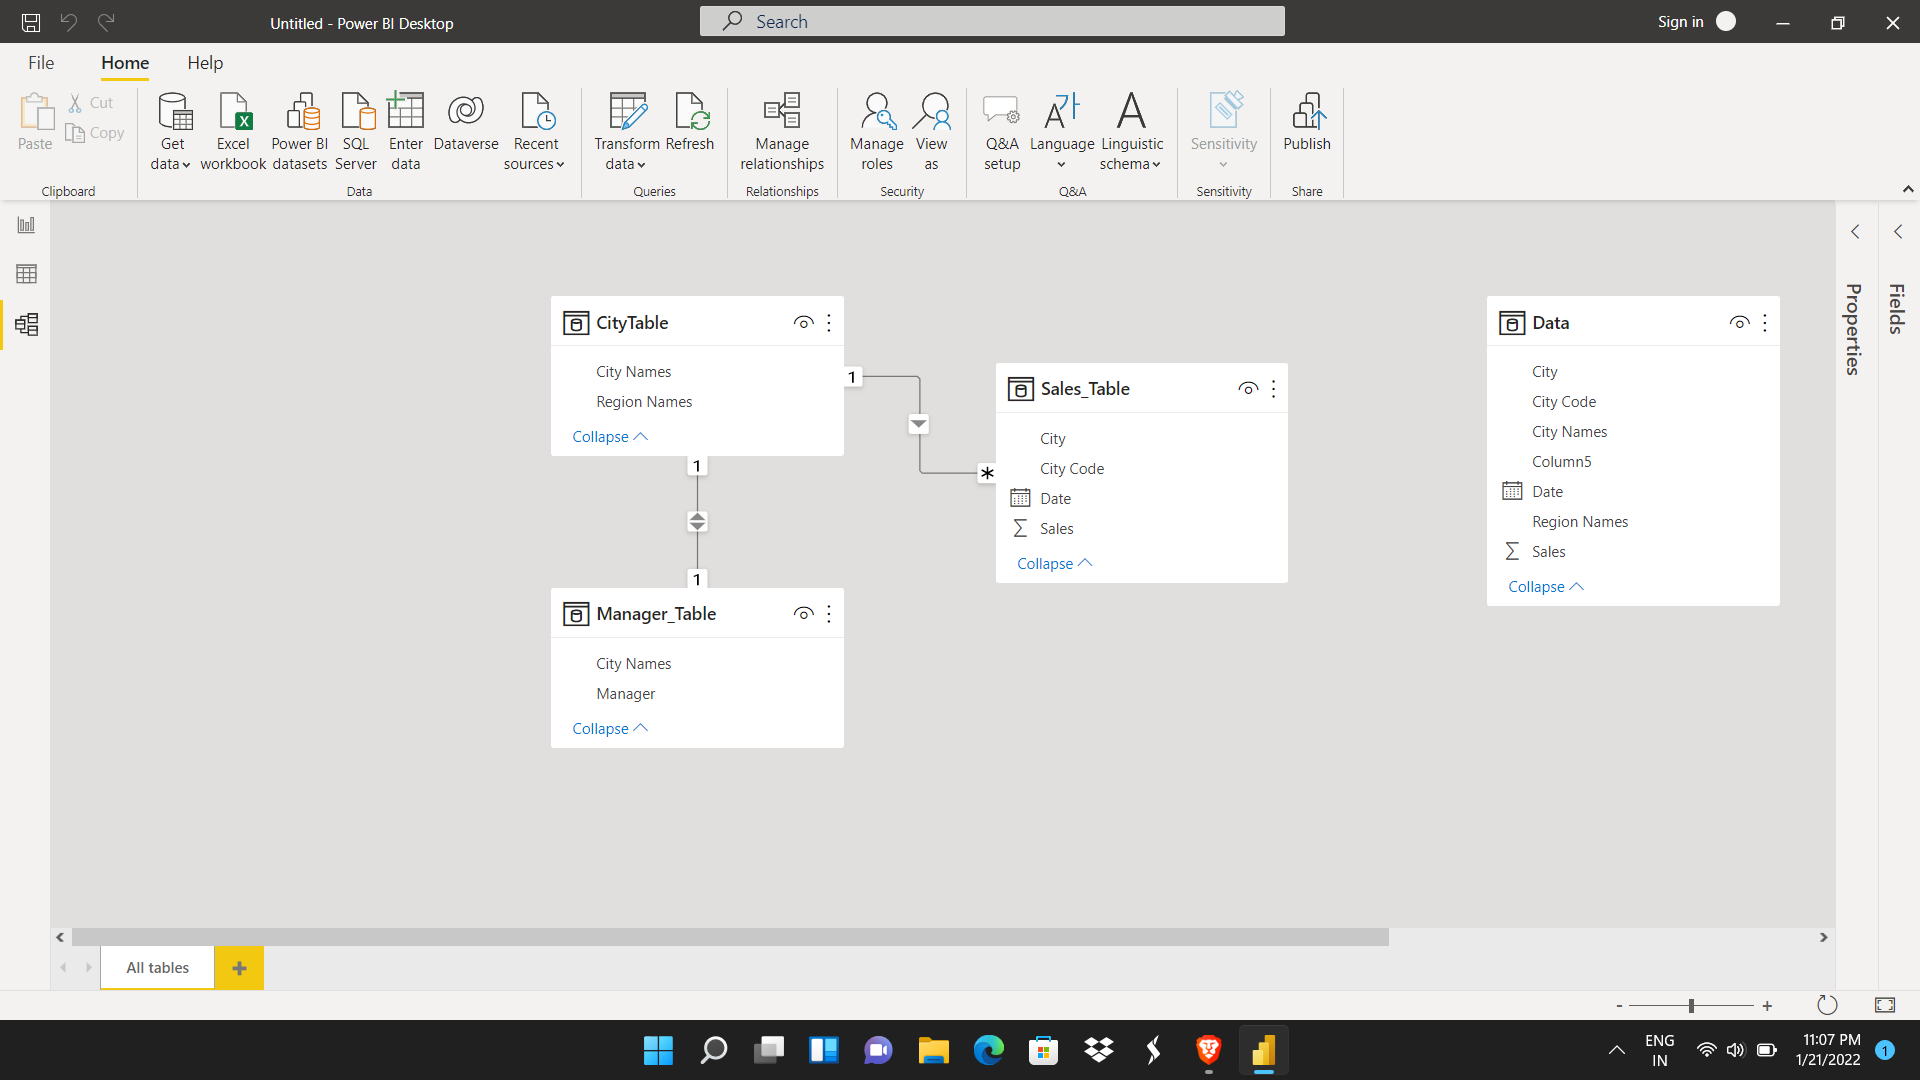 Untitled - Power BI Desktop
Search
Sign in
File
Home
Help
Paste
Cut
Copy
Clipboard
Get data
Excel workbook
Power BI datasets
SQL Server
Enter data
Dataverse
Recent sources
Data
Transform data
Refresh
Queries
Manage relationships
Relationships
Manage roles
View as
Security
Q&A setup
Language
Linguistic schema
Q&A
Sensitivity
Sensitivity
Publish
Share
CityTable
City Names
Region Names
Collapse
1
*
1
1
Manager_Table
City Names
Manager
Collapse
Sales_Table
City
City Code
Date
Sales
Collapse
Data
City
City Code
City Names
Column5
Date
Region Names
Sales
Collapse
Properties
Fields
All tables
+
- +
ENG
IN
11:07 PM
1/21/2022
1